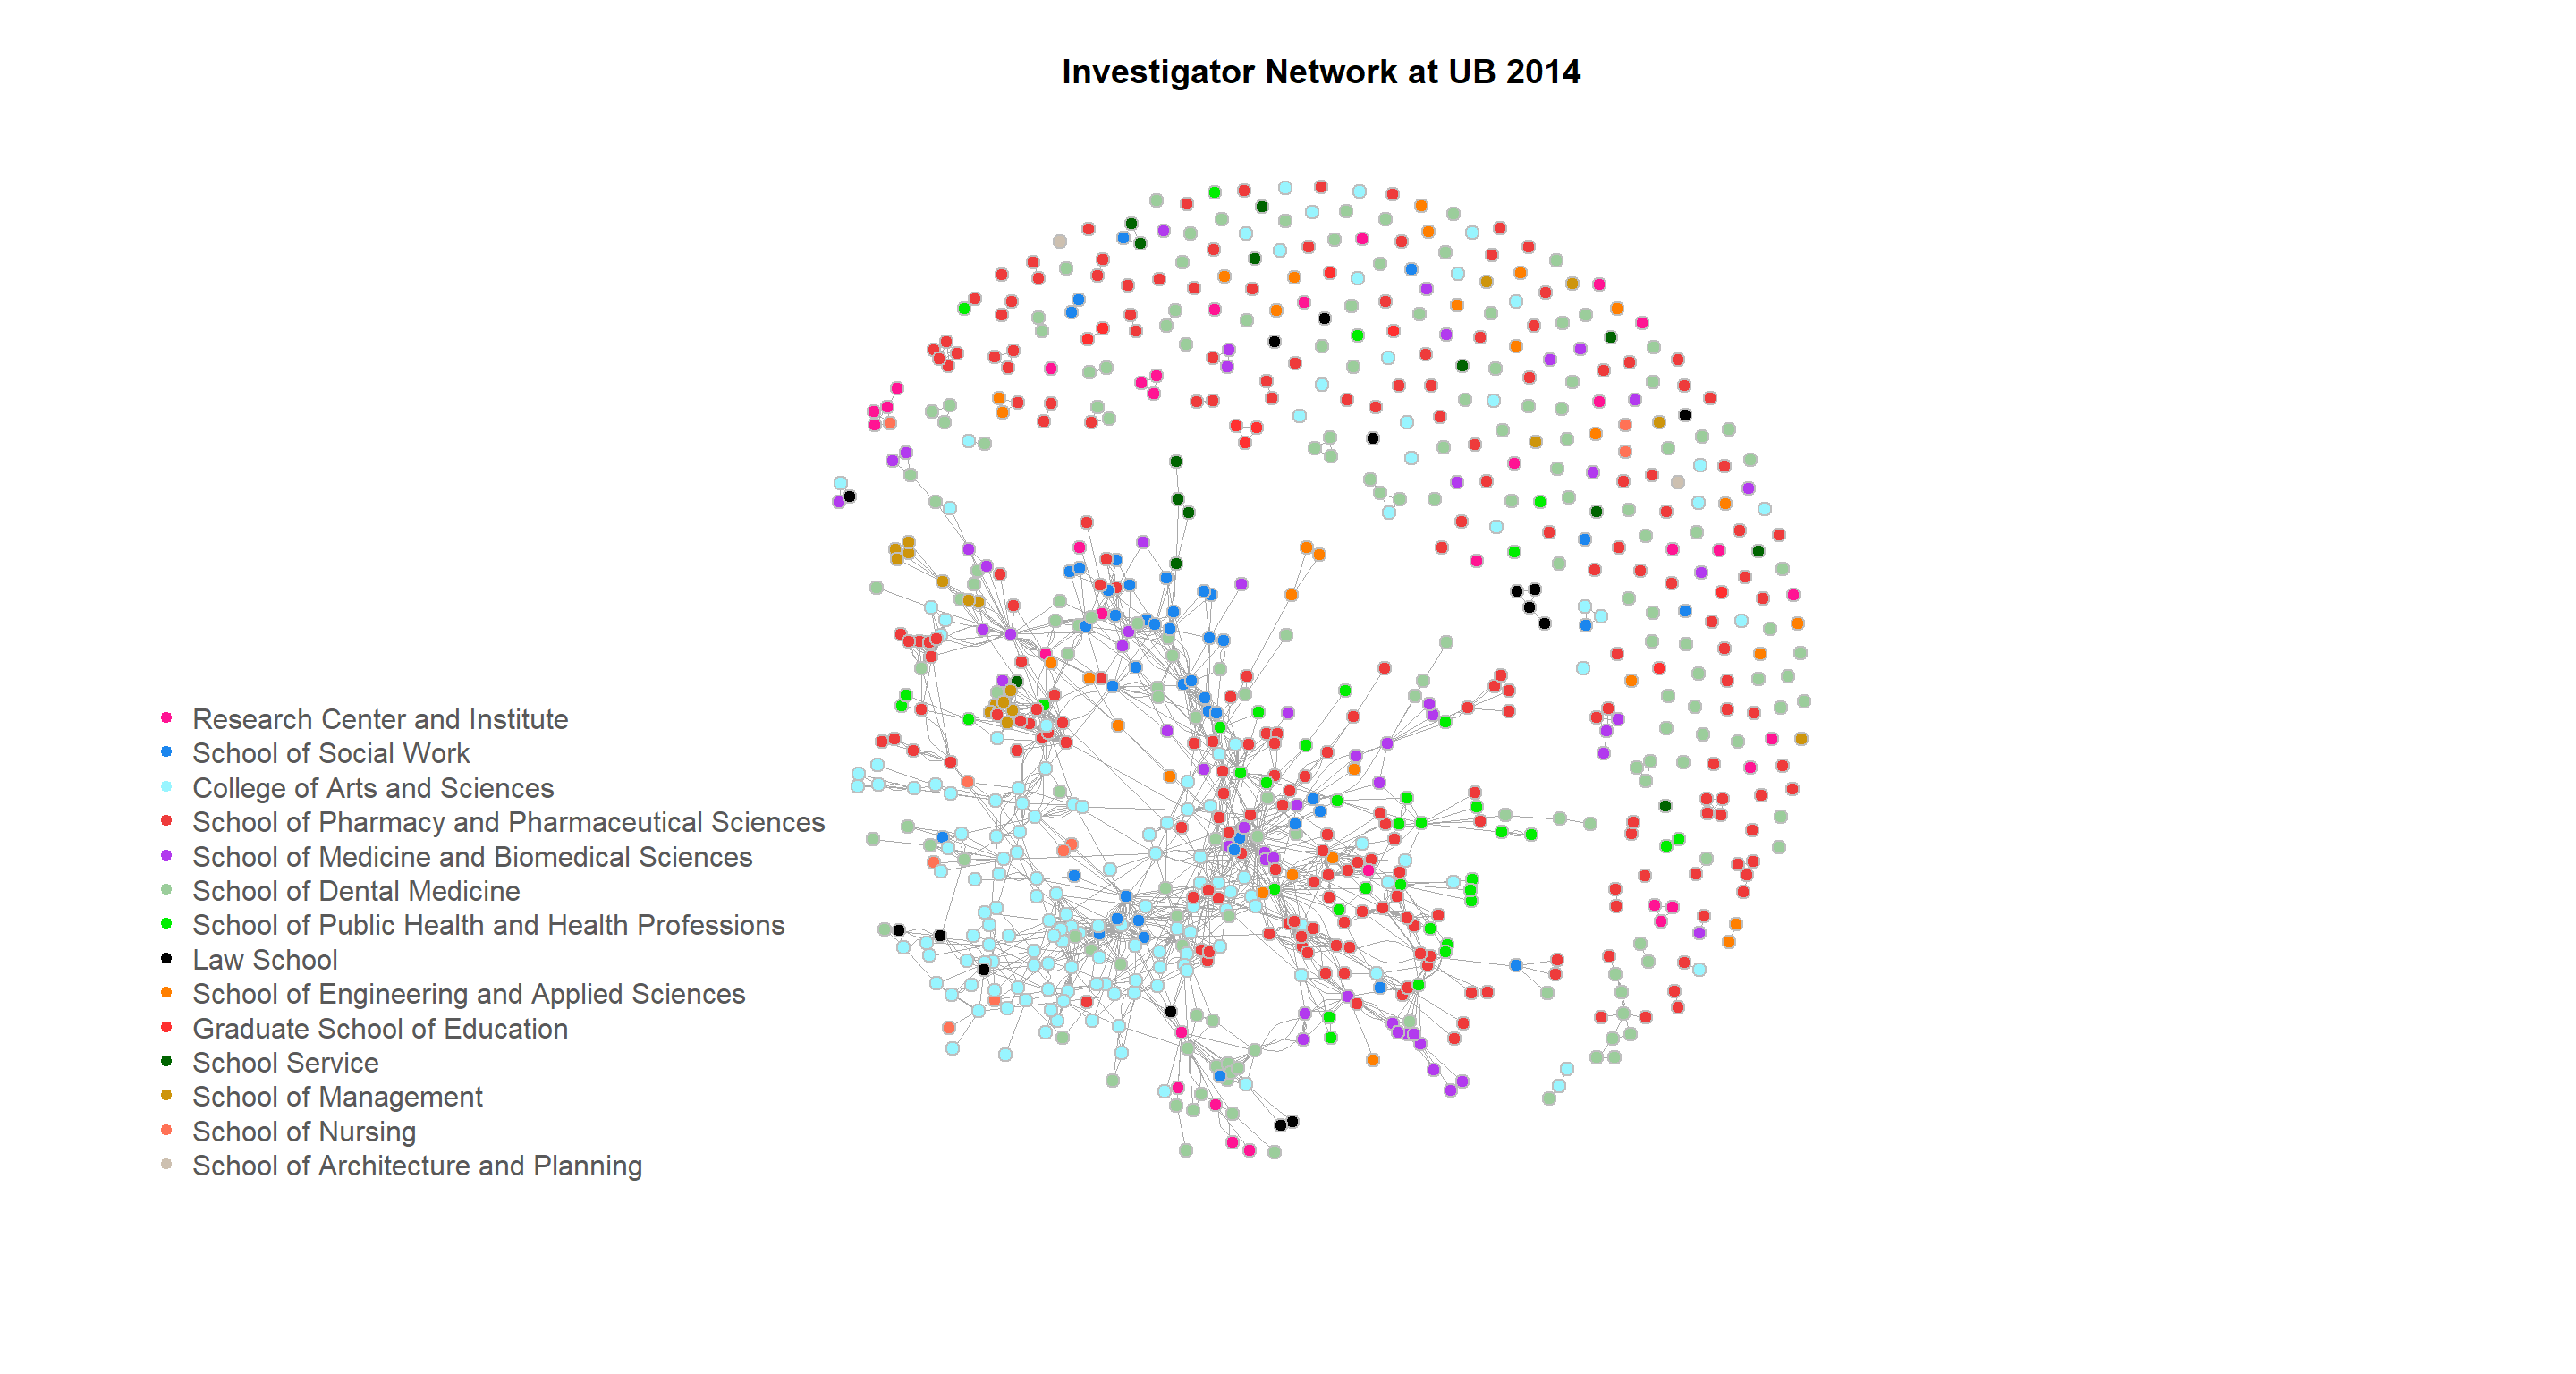 Investigator Network at UB 2014
Research Center and Institute
School of Social Work
College of Arts and Sciences
School of Pharmacy and Pharmaceutical Sciences
School of Medicine and Biomedical Sciences
School of Dental Medicine
School of Public Health and Health Professions
Law School
School of Engineering and Applied Sciences
Graduate School of Education
School Service
School of Management
School of Nursing
School of Architecture and Planning